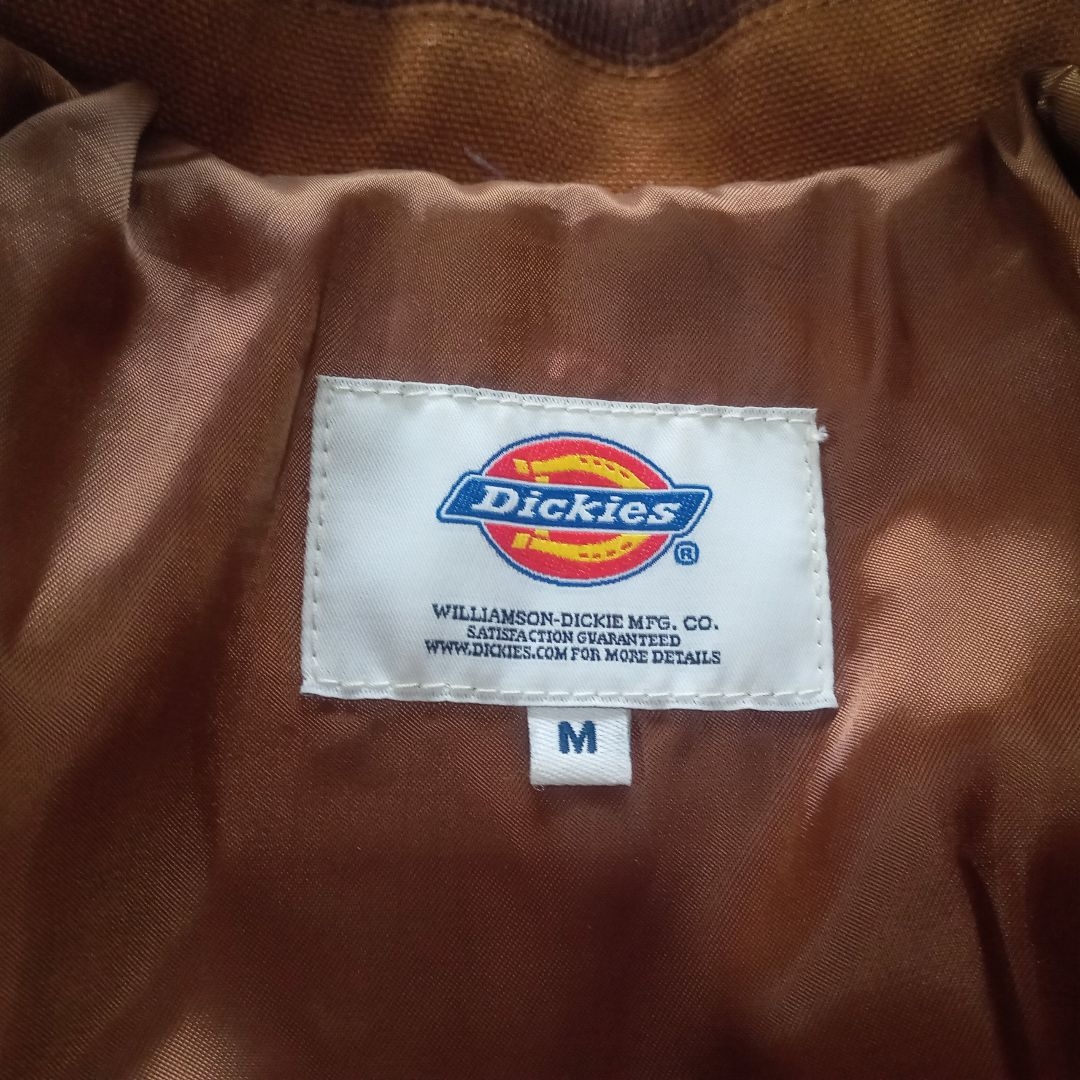 Dickies
®
WILLIAMSON-DICKIE MFG. CO.
SATISFACTION GUARANTEED
WWW.DICKIES.COM FOR MORE DETAILS
M